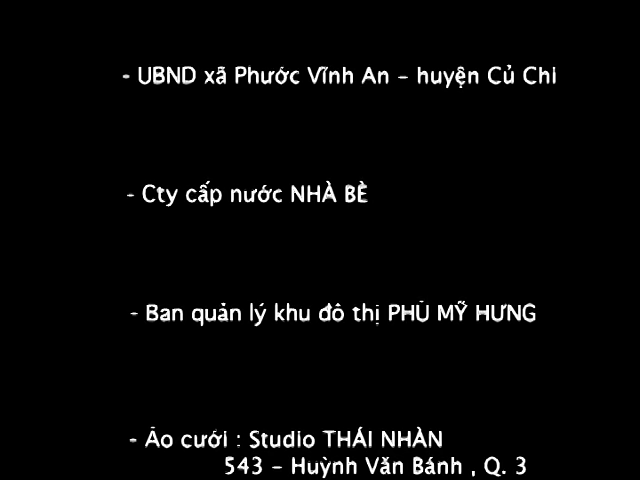 - UBND xã Phước Vĩnh An - huyện Củ Chi
- Cty cấp nước NHÀ BÈ
- Ban quản lý khu đô thị PHÚ MỸ HƯNG
- Áo cưới : Studio THÁI NHÀN
543 - Huỳnh Văn Bánh , Q. 3